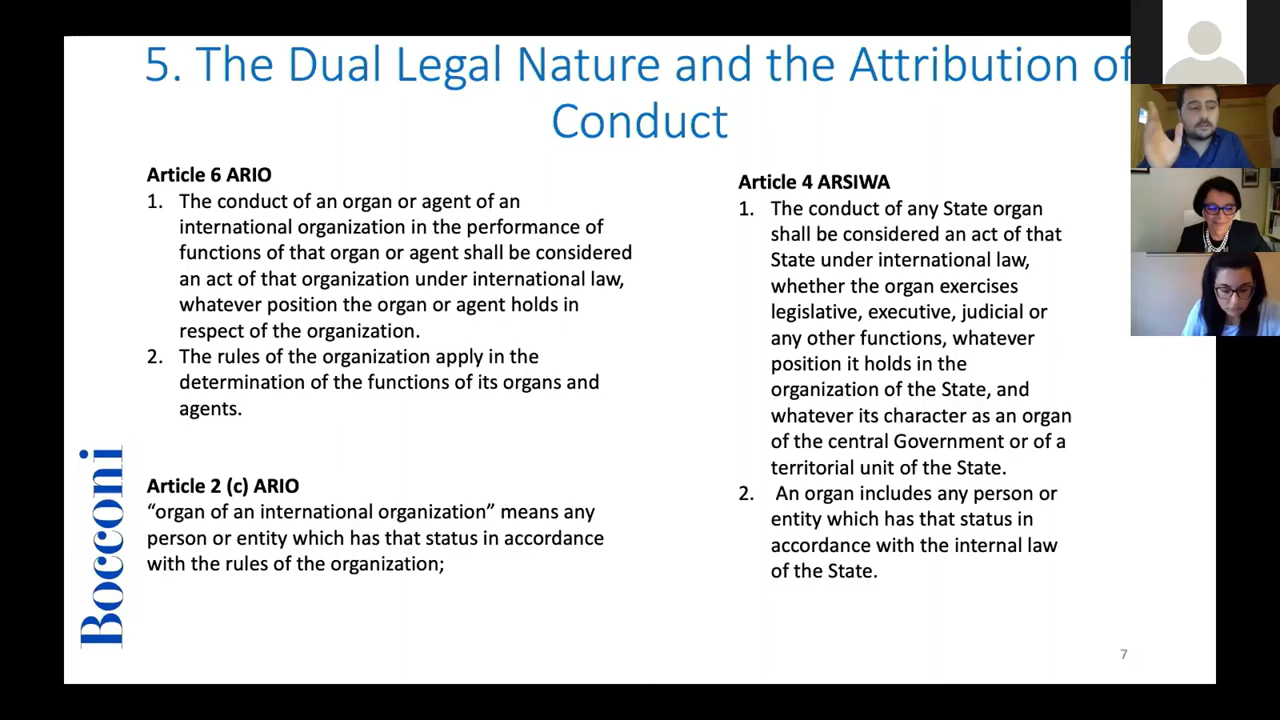 5. The Dual Legal Nature and the Attribution of
Conduct
Article 6 ARIO
1. The conduct of an organ or agent of an
international organization in the performance of
functions of that organ or agent shall be considered
an act of that organization under international law,
whatever position the organ or agent holds in
respect of the organization.
2. The rules of the organization apply in the
determination of the functions of its organs and
agents.
Article 2 (c) ARIO
“organ of an international organization” means any
person or entity which has that status in accordance
with the rules of the organization;
Article 4 ARSIWA
1. The conduct of any State organ
shall be considered an act of that
State under international law,
whether the organ exercises
legislative, executive, judicial or
any other functions, whatever
position it holds in the
organization of the State, and
whatever its character as an organ
of the central Government or of a
territorial unit of the State.
2. An organ includes any person or
entity which has that status in
accordance with the internal law
of the State.
Bocconi
7